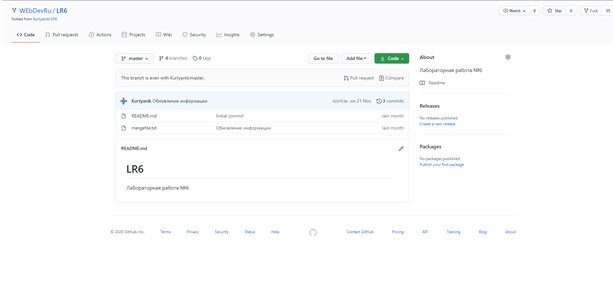 WEbDevRu / LR6
forked from Kurtyanik/LR6
Watch 0 Star 0 Fork
Code Pull requests Actions Projects Wiki Security Insights Settings
master 4 branches 0 tags Go to file Add file Code
This branch is even with Kurtyanik:master. Pull request Compare
Kurtyanik Обновление информации on 21 Nov 3 commits
README.md Initial commit last month
mergefile.txt Обновление информации last month
README.md
LR6
Лабораторная работа №6
About
Лабораторная работа №6
Readme
Releases
No releases published
Create a new release
Packages
No packages published
Publish your first package
© 2020 GitHub, Inc. Terms Privacy Security Status Help Contact GitHub Pricing API Training Blog About